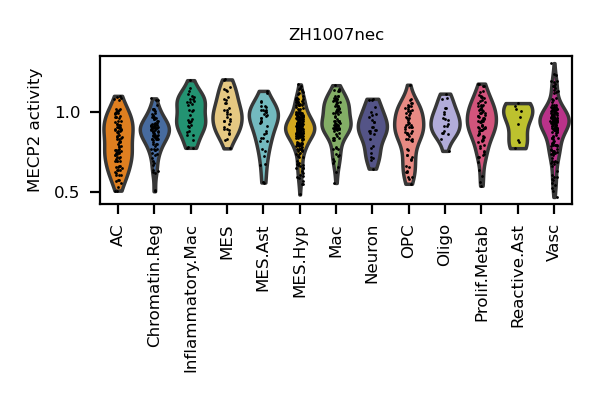 ZH1007nec
MECP2 activity
1.0
0.5
AC
Chromatin.Reg
Inflammatory.Mac
MES
MES.Ast
MES.Hyp
Mac
Neuron
OPC
Oligo
Prolif.Metab
Reactive.Ast
Vasc